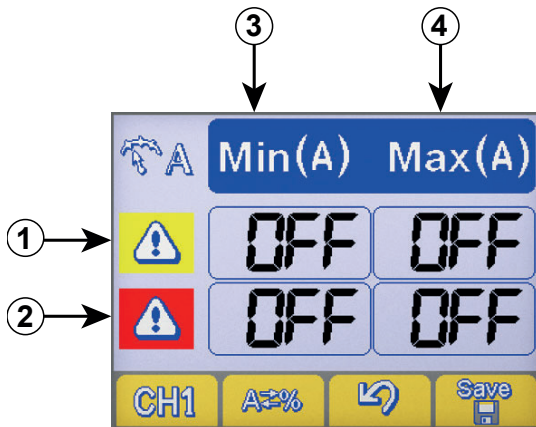 3 4
A Min(A) Max(A)
1 OFF OFF
2 OFF OFF
CH1 A⇄% Save